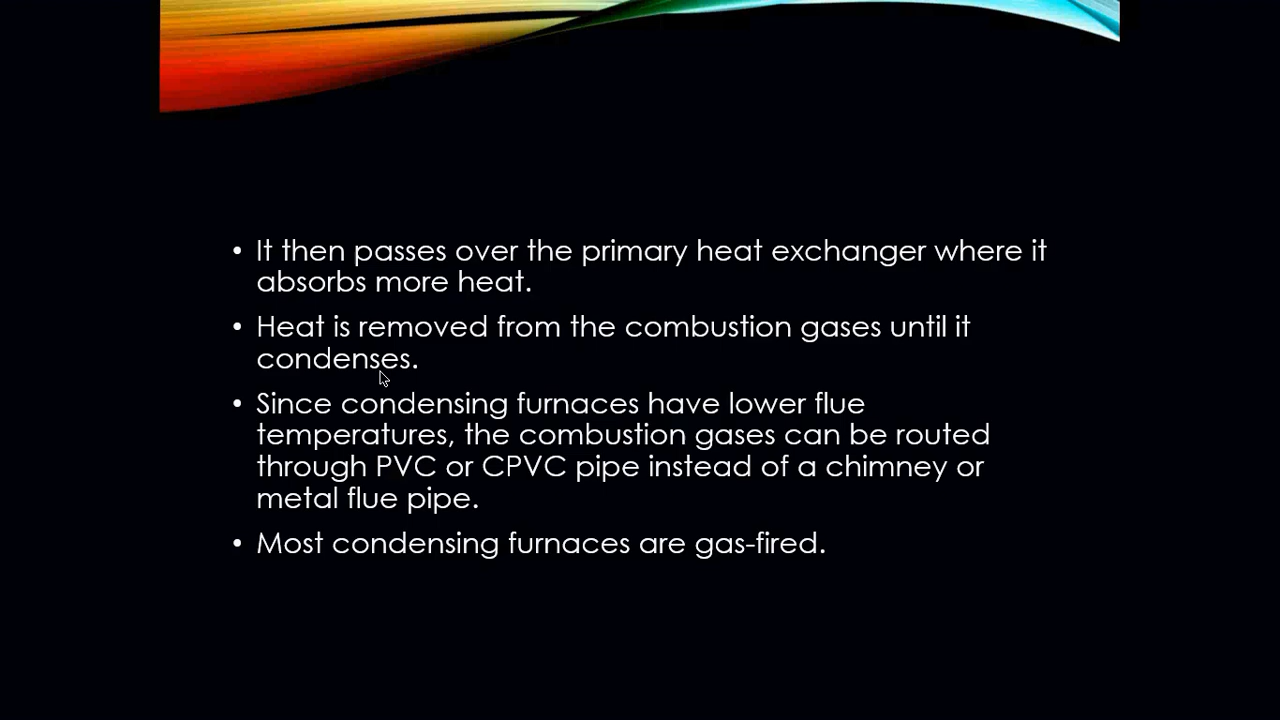 • It then passes over the primary heat exchanger where it
absorbs more heat.
• Heat is removed from the combustion gases until it
condenses.
• Since condensing furnaces have lower flue
temperatures, the combustion gases can be routed
through PVC or CPVC pipe instead of a chimney or
metal flue pipe.
• Most condensing furnaces are gas-fired.